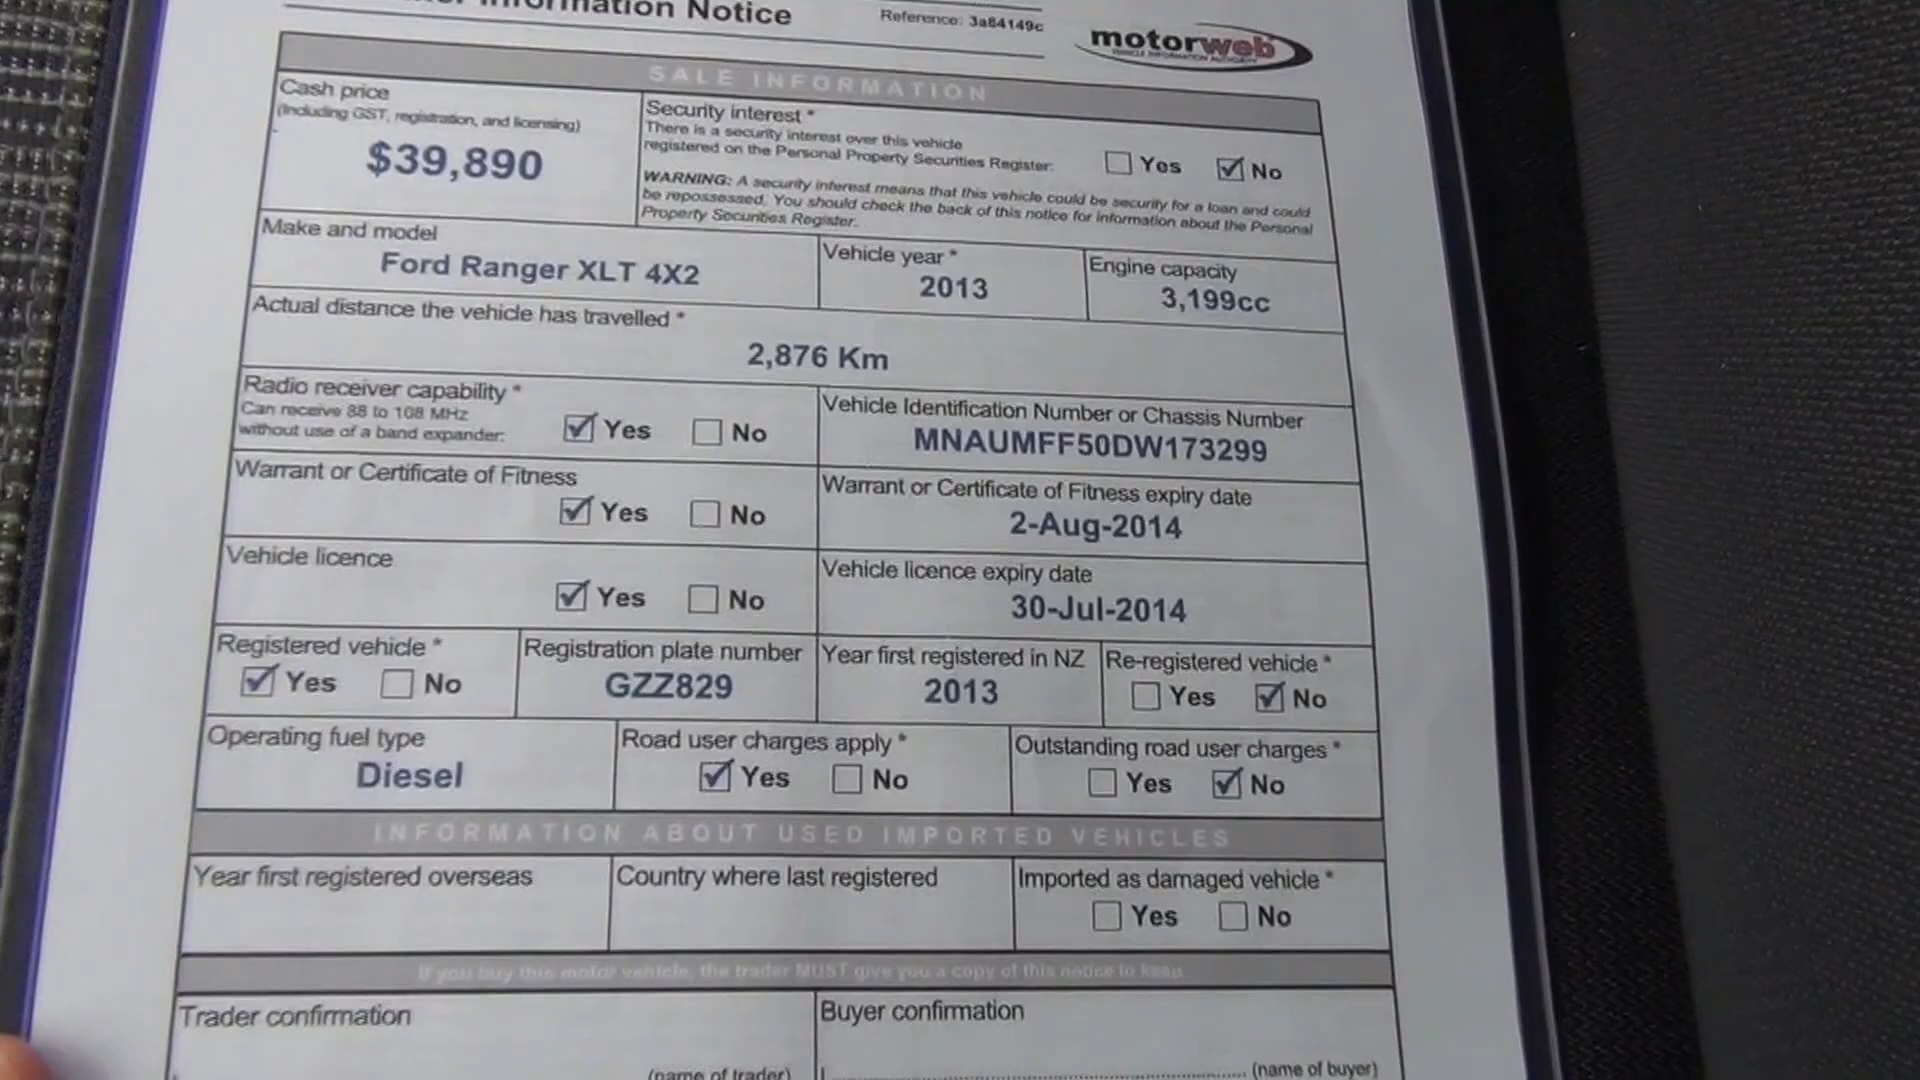 Information Notice
Reference: 3a84149c
motorweb
VEHICLE INFORMATION AUTHORITY
SALE INFORMATION
Cash price
(Including GST, registration, and licensing)
$39,890
Security interest *
There is a security interest over this vehicle
registered on the Personal Property Securities Register:
Yes No
WARNING: A security interest means that this vehicle could be security for a loan and could
be repossessed. You should check the back of this notice for information about the Personal
Property Securities Register.
Make and model
Ford Ranger XLT 4X2
Vehicle year *
2013
Engine capacity
3,199cc
Actual distance the vehicle has travelled *
2,876 Km
Radio receiver capability *
Can receive 88 to 108 MHz
without use of a band expander:
Yes No
Vehicle Identification Number or Chassis Number
MNAUMFF50DW173299
Warrant or Certificate of Fitness
Yes No
Warrant or Certificate of Fitness expiry date
2-Aug-2014
Vehicle licence
Yes No
Vehicle licence expiry date
30-Jul-2014
Registered vehicle *
Yes No
Registration plate number
GZZ829
Year first registered in NZ
2013
Re-registered vehicle *
Yes No
Operating fuel type
Diesel
Road user charges apply *
Yes No
Outstanding road user charges *
Yes No
INFORMATION ABOUT USED IMPORTED VEHICLES
Year first registered overseas
Country where last registered
Imported as damaged vehicle *
Yes No
If you buy this motor vehicle, the trader MUST give you a copy of this notice to keep
Trader confirmation
(name of trader)
Buyer confirmation
(name of buyer)